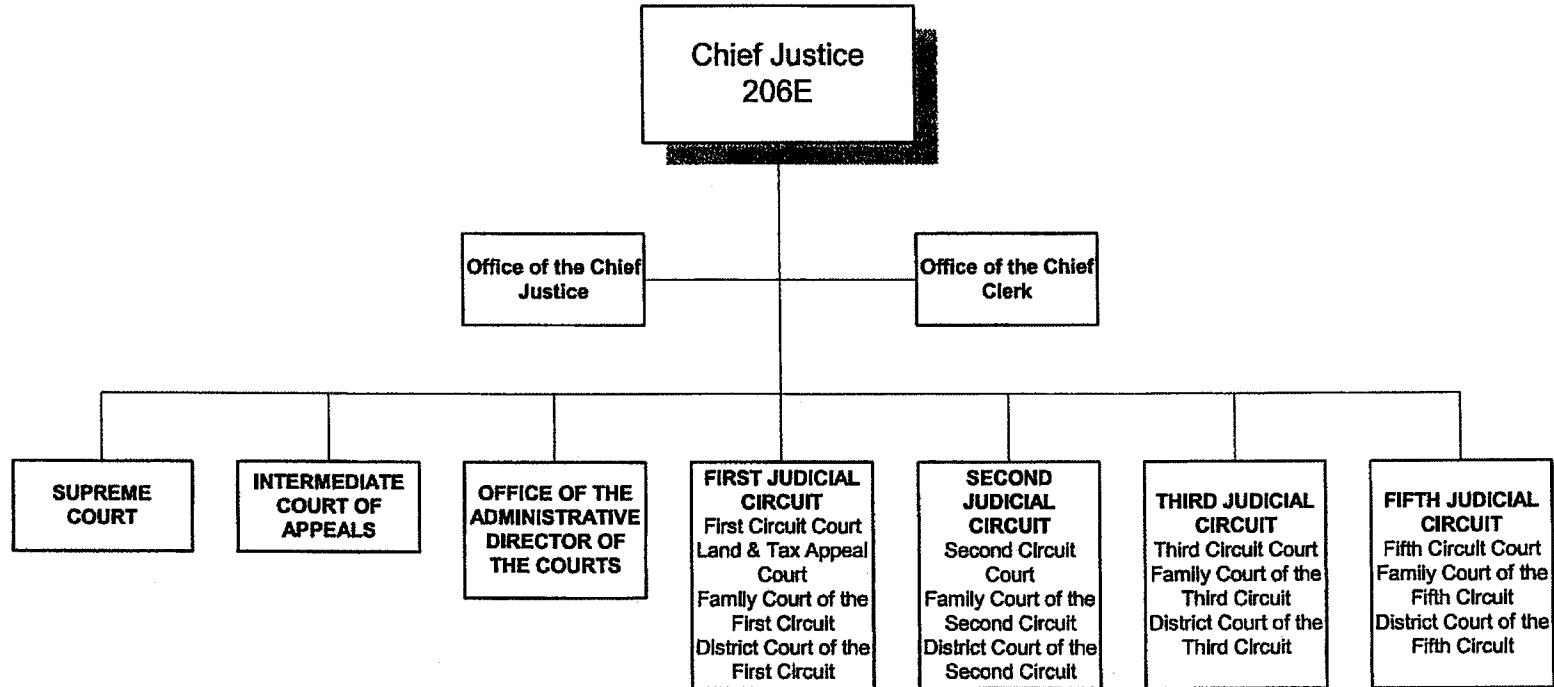 Chief Justice
206E
Office of the Chief
Justice
Office of the Chief
Clerk
SUPREME
COURT
INTERMEDIATE
COURT OF
APPEALS
OFFICE OF THE
ADMINISTRATIVE
DIRECTOR OF
THE COURTS
FIRST JUDICIAL
CIRCUIT
First Circuit Court
Land & Tax Appeal
Court
Family Court of the
First Circuit
District Court of the
First Circuit
SECOND
JUDICIAL
CIRCUIT
Second Circuit
Court
Family Court of the
Second Circuit
District Court of the
Second Circuit
THIRD JUDICIAL
CIRCUIT
Third Circuit Court
Family Court of the
Third Circuit
District Court of the
Third Circuit
FIFTH JUDICIAL
CIRCUIT
Fifth Circuit Court
Family Court of the
Fifth Circuit
District Court of the
Fifth Circuit